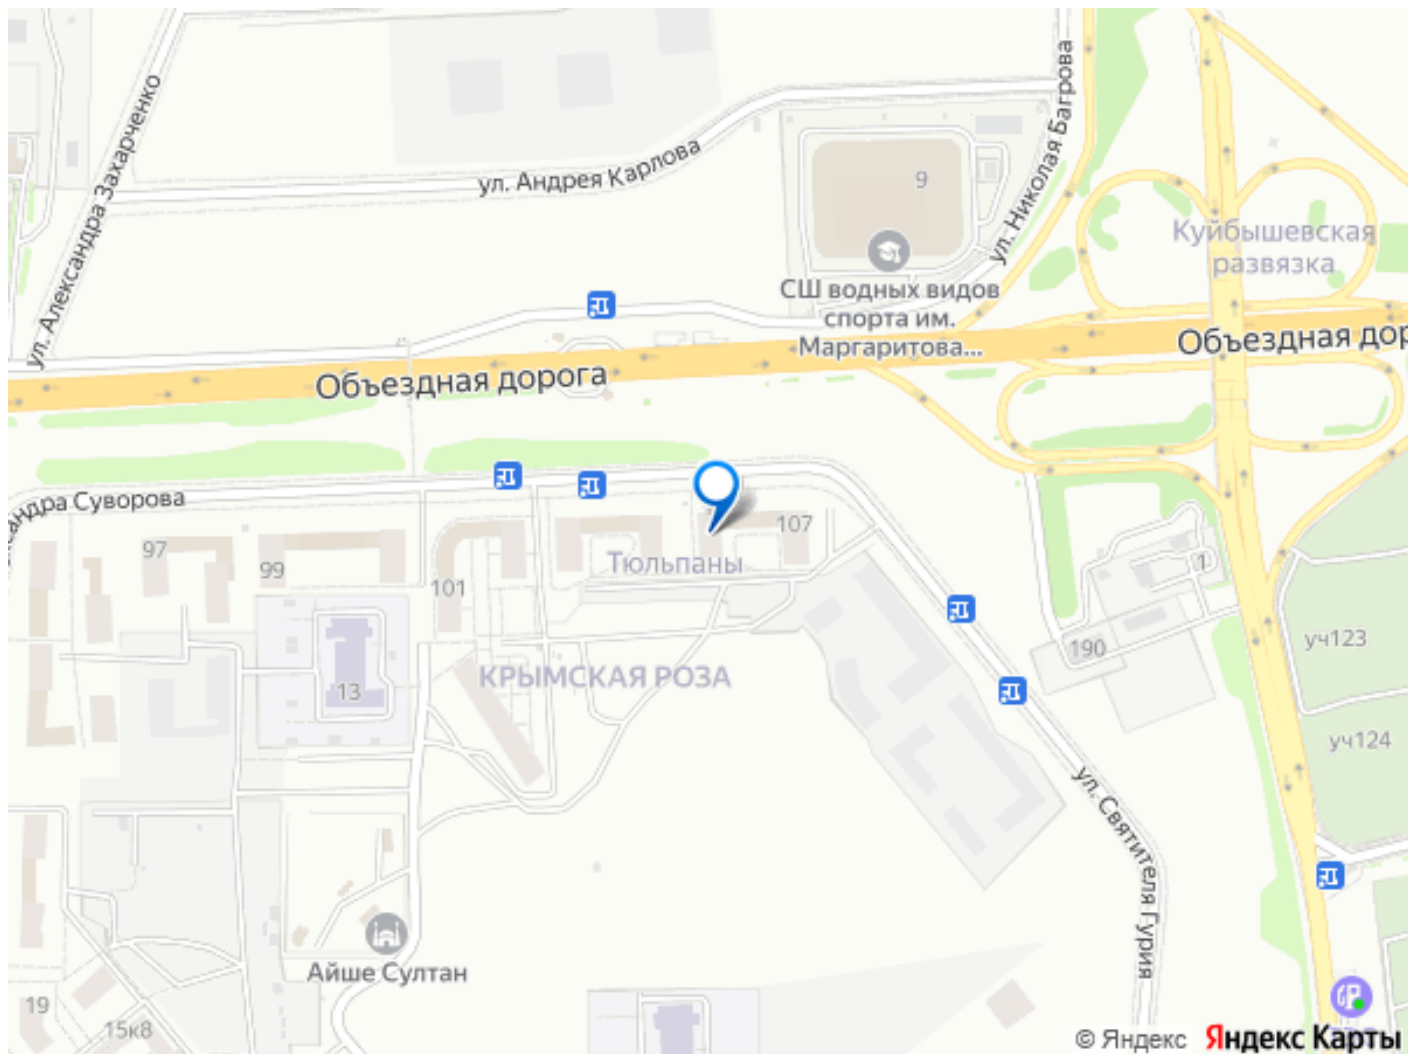 ул. Александра Захарченко
ул. Андрея Карлова
ул. Николая Багрова
9
Куйбышевская
развязка
СШ водных видов
спорта им.
Маргаритова...
Объездная дор
Объездная дорога
сандра Суворова
97
99
101
107
Тюльпаны
1
190
уч123
КРЫМСКАЯ РОЗА
13
уч124
ул. Святителя Гурия
Айше Султан
19
15к8
© Яндекс Яндекс Карты